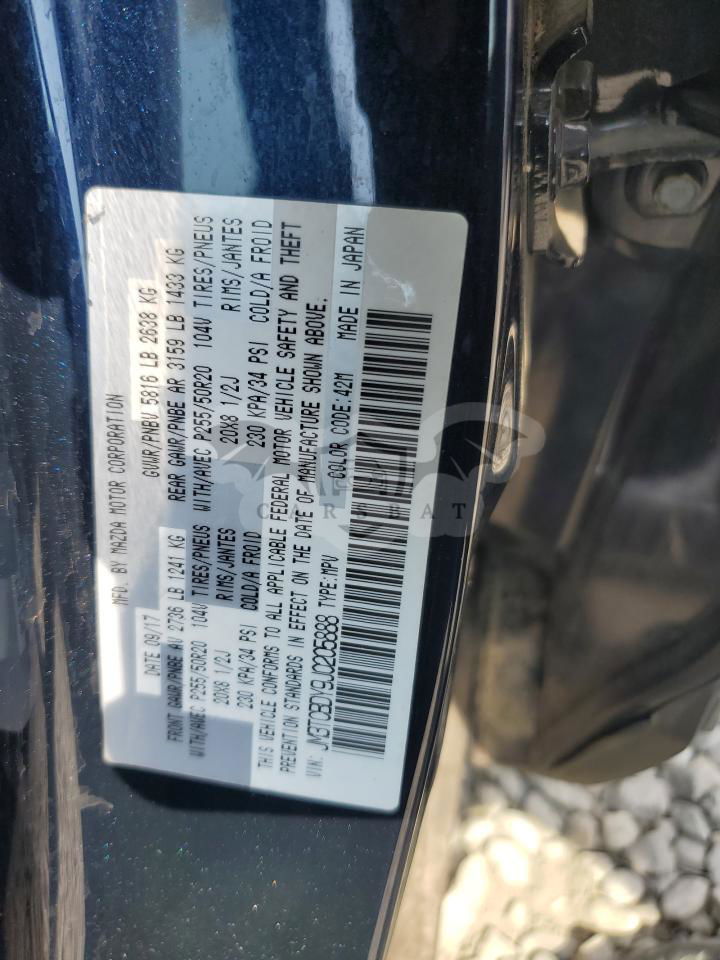 MFD. BY MAZDA MOTOR CORPORATION
DATE 09/17 GVWR/PNBV 5816 LB 2638 KG
FRONT GAWR/PNBE AV 2736 LB 1241 KG REAR GAWR/PNBE AR 3159 LB 1433 KG
WITH/AVEC P255/50R20 104V TIRES/PNEUS WITH/AVEC P255/50R20 104V TIRES/PNEUS
20X8 1/2J RIMS/JANTES 20X8 1/2J RIMS/JANTES
230 KPA/34 PSI COLD/A FROID 230 KPA/34 PSI COLD/A FROID
THIS VEHICLE CONFORMS TO ALL APPLICABLE FEDERAL MOTOR VEHICLE SAFETY AND THEFT
PREVENTION STANDARDS IN EFFECT ON THE DATE OF MANUFACTURE SHOWN ABOVE.
VIN: JM3TCBDY9J0205888 TYPE:MPV COLOR CODE:42M MADE IN JAPAN
CARSBAT